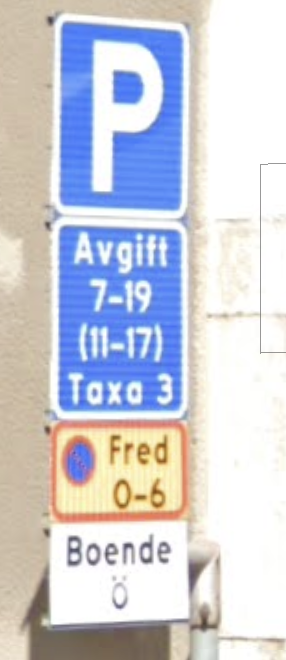 P
Avgift
7-19
(11-17)
Taxa 3
Fred
0-6
Boende
Ö